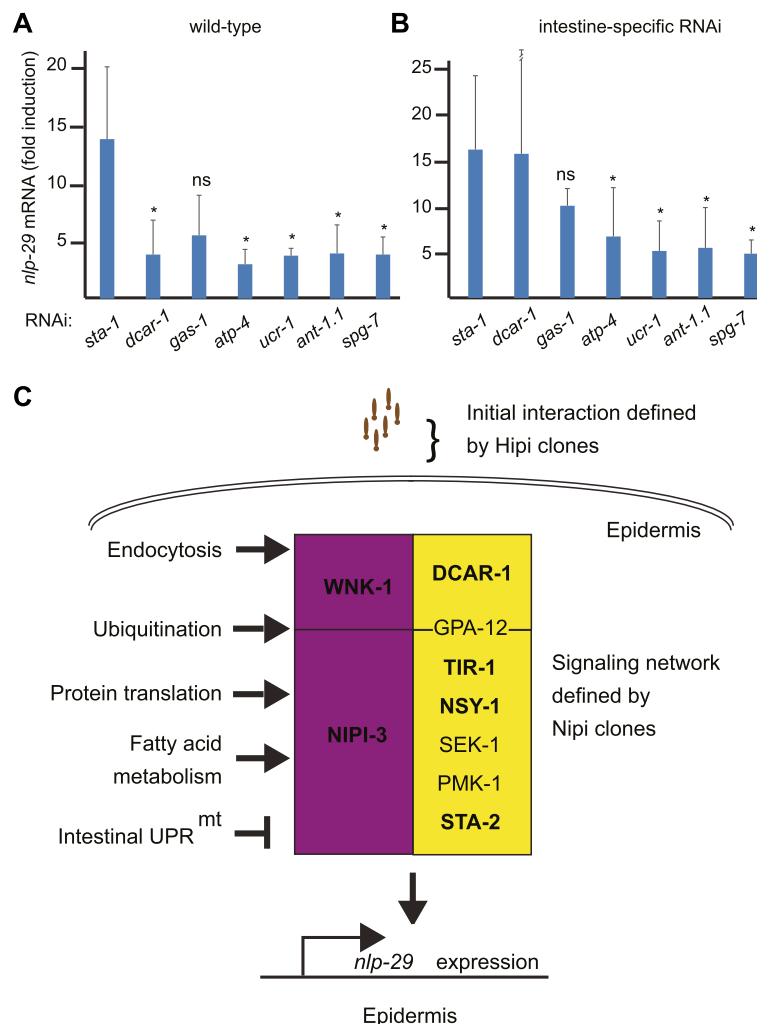 A
wild-type
nlp-29 mRNA (fold induction)
20
15
10
5
*
ns
*
*
*
*
RNAi:
sta-1
dcar-1
gas-1
atp-4
ucr-1
ant-1.1
spg-7
B
intestine-specific RNAi
25
20
15
10
5
ns
*
*
*
*
sta-1
dcar-1
gas-1
atp-4
ucr-1
ant-1.1
spg-7
C
}
Initial interaction defined
by Hipi clones
Epidermis
Endocytosis
Ubiquitination
Protein translation
Fatty acid
metabolism
Intestinal UPR mt
WNK-1
NIPI-3
DCAR-1
GPA-12
TIR-1
NSY-1
SEK-1
PMK-1
STA-2
Signaling network
defined by
Nipi clones
nlp-29 expression
Epidermis